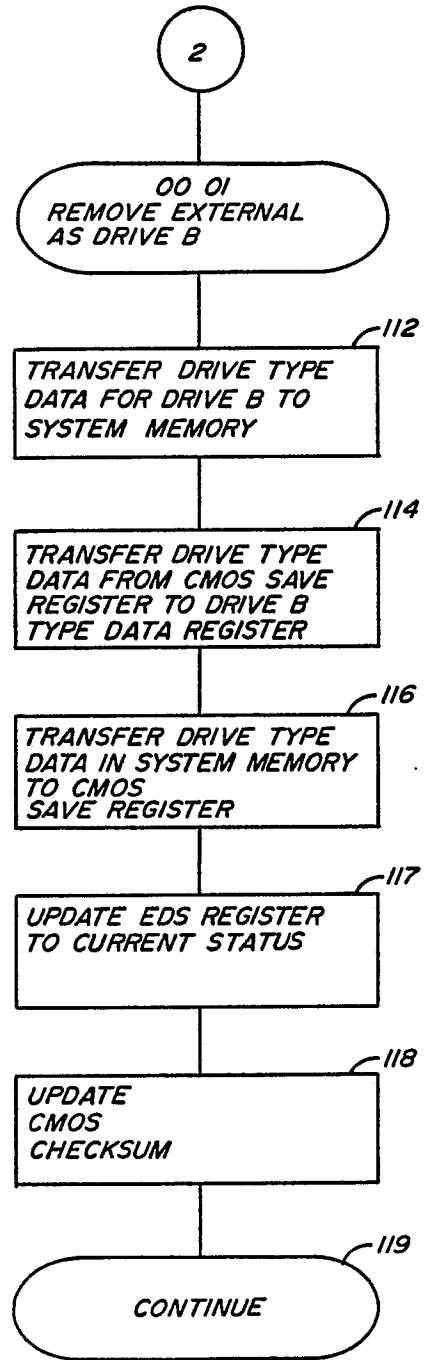 2
00 01
REMOVE EXTERNAL
AS DRIVE B
112
TRANSFER DRIVE TYPE
DATA FOR DRIVE B TO
SYSTEM MEMORY
114
TRANSFER DRIVE TYPE
DATA FROM CMOS SAVE
REGISTER TO DRIVE B
TYPE DATA REGISTER
116
TRANSFER DRIVE TYPE
DATA IN SYSTEM MEMORY
TO CMOS
SAVE REGISTER
117
UPDATE EDS REGISTER
TO CURRENT STATUS
118
UPDATE
CMOS
CHECKSUM
119
CONTINUE